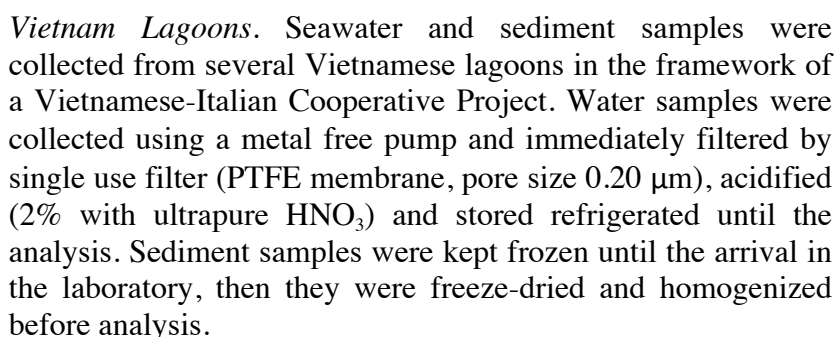 Vietnam Lagoons. Seawater and sediment samples were
collected from several Vietnamese lagoons in the framework of
a Vietnamese-Italian Cooperative Project. Water samples were
collected using a metal free pump and immediately filtered by
single use filter (PTFE membrane, pore size 0.20 µm), acidified
(2% with ultrapure HNO₃) and stored refrigerated until the
analysis. Sediment samples were kept frozen until the arrival in
the laboratory, then they were freeze-dried and homogenized
before analysis.